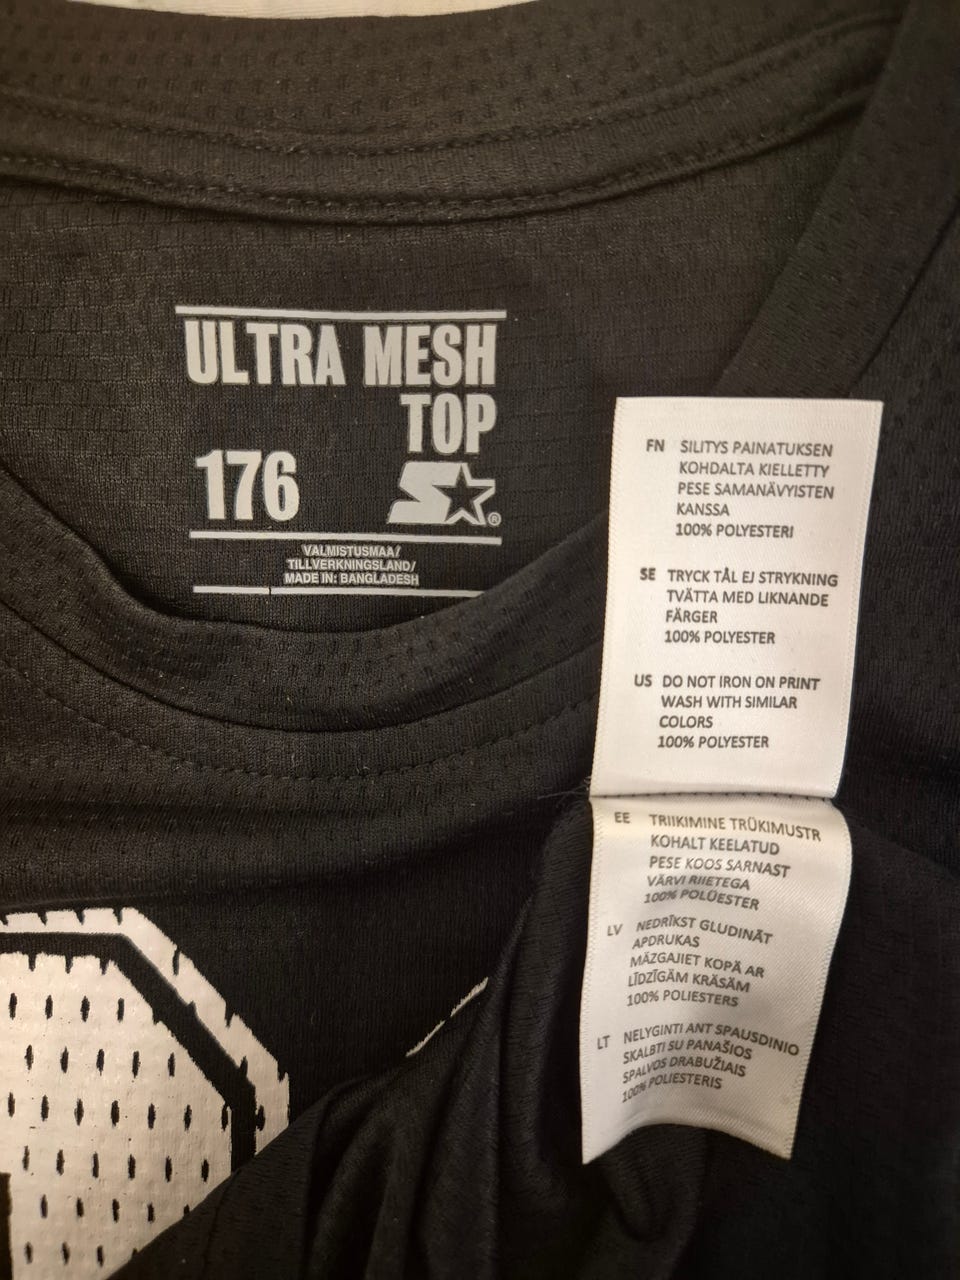 ULTRA MESH
TOP
176
®
VALMISTUSMAA/
TILLVERKNINGSLAND/
MADE IN: BANGLADESH
FN SILITYS PAINATUKSEN
KOHDALTA KIELLETTY
PESE SAMANÄVYISTEN
KANSSA
100% POLYESTERI
SE TRYCK TÅL EJ STRYKNING
TVÄTTA MED LIKNANDE
FÄRGER
100% POLYESTER
US DO NOT IRON ON PRINT
WASH WITH SIMILAR
COLORS
100% POLYESTER
EE TRIIKIMINE TRÜKIMUSTR
KOHALT KEELATUD
PESE KOOS SARNAST
VÄRVI RIIETEGA
100% POLÜESTER
LV NEDRĪKST GLUDINĀT
APDRUKAS
MĀZGAJIET KOPĀ AR
LĪDZĪGĀM KRĀSĀM
100% POLIESTERS
LT NELYGINTI ANT SPAUSDINIO
SKALBTI SU PANAŠIOS
SPALVOS DRABUŽIAIS
100% POLIESTERIS